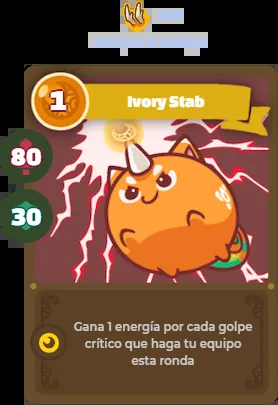 1
Ivory Stab
80
30
Gana 1 energía por cada golpe
crítico que haga tu equipo
esta ronda